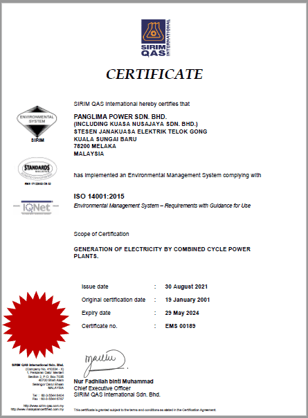 SIRIM
QAS
INTERNATIONAL
CERTIFICATE
SIRIM QAS International hereby certifies that
ENVIRONMENTAL
SYSTEM
SIRIM
PANGLIMA POWER SDN. BHD.
(INCLUDING KUASA NUSAJAYA SDN. BHD.)
STESEN JANAKUASA ELEKTRIK TELOK GONG
KUALA SUNGAI BARU
78200 MELAKA
MALAYSIA
STANDARDS
has implemented an Environmental Management System complying with
IQNet
ISO 14001:2015
Environmental Management System – Requirements with Guidance for Use
Scope of Certification
GENERATION OF ELECTRICITY BY COMBINED CYCLE POWER
PLANTS.
Issue date : 30 August 2021
Original certification date : 19 January 2001
Expiry date : 29 May 2024
Certificate no. : EMS 00189
SIRIM QAS International Sdn. Bhd.
Nur Fadhilah binti Muhammad
Chief Executive Officer
SIRIM QAS International Sdn. Bhd.
This certificate is granted subject to the terms and conditions as stated in the Certification Agreement